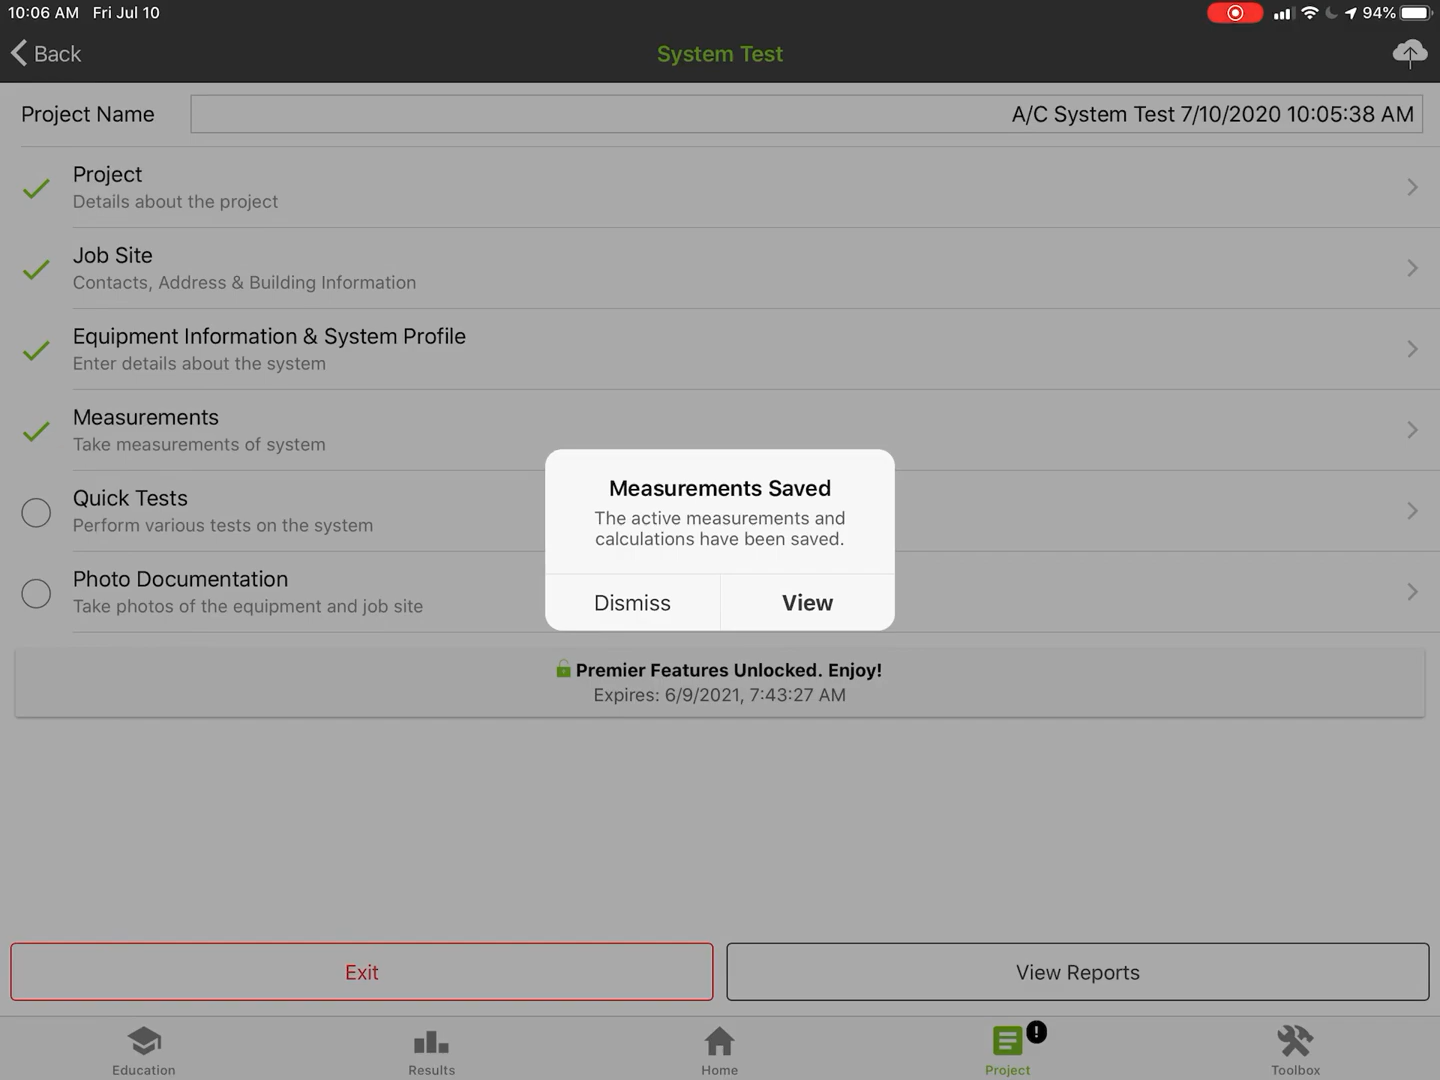 10:06 AM Fri Jul 10
94%
Back
System Test
Project Name
A/C System Test 7/10/2020 10:05:38 AM
Project
Details about the project
Job Site
Contacts, Address & Building Information
Equipment Information & System Profile
Enter details about the system
Measurements
Take measurements of system
Quick Tests
Perform various tests on the system
Photo Documentation
Take photos of the equipment and job site
Measurements Saved
The active measurements and
calculations have been saved.
Dismiss
View
Premier Features Unlocked. Enjoy!
Expires: 6/9/2021, 7:43:27 AM
Exit
View Reports
Education
Results
Home
!
Project
Toolbox